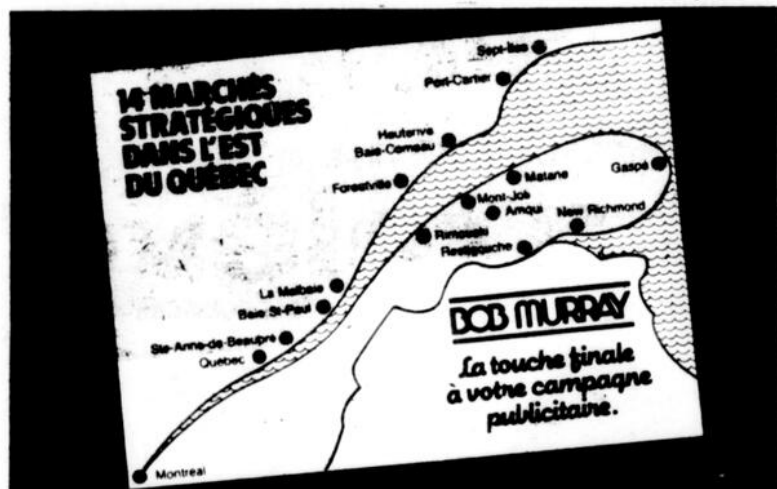 14 MARCHÉS
STRATÉGIQUES
DANS L'EST
DU QUÉBEC
Sept-Îles
Port-Cartier
Hauterive
Baie-Comeau
Forestville
Matane
Gaspé
Mont-Joli
Amqui
New Richmond
Rimouski
Restigouche
La Malbaie
Baie St-Paul
Ste-Anne-de-Beaupré
Québec
Montréal
BOB MURRAY
La touche finale
à votre campagne
publicitaire.